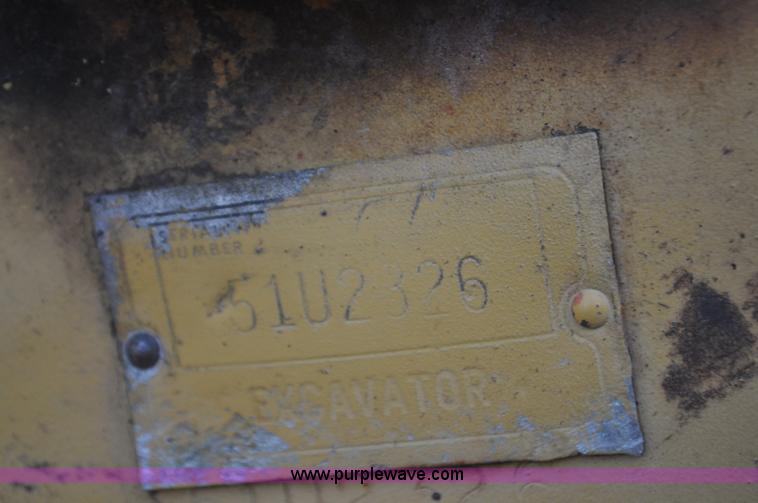 SERIAL
NUMBER
51U2326
EXCAVATOR
www.purplewave.com